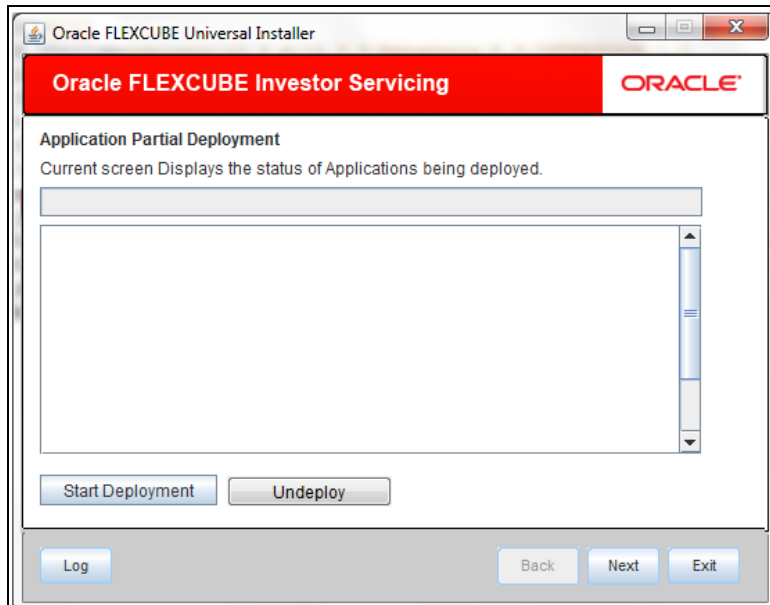 Oracle FLEXCUBE Universal Installer
Oracle FLEXCUBE Investor Servicing
ORACLE
Application Partial Deployment
Current screen Displays the status of Applications being deployed.
Start Deployment
Undeploy
Log
Back
Next
Exit